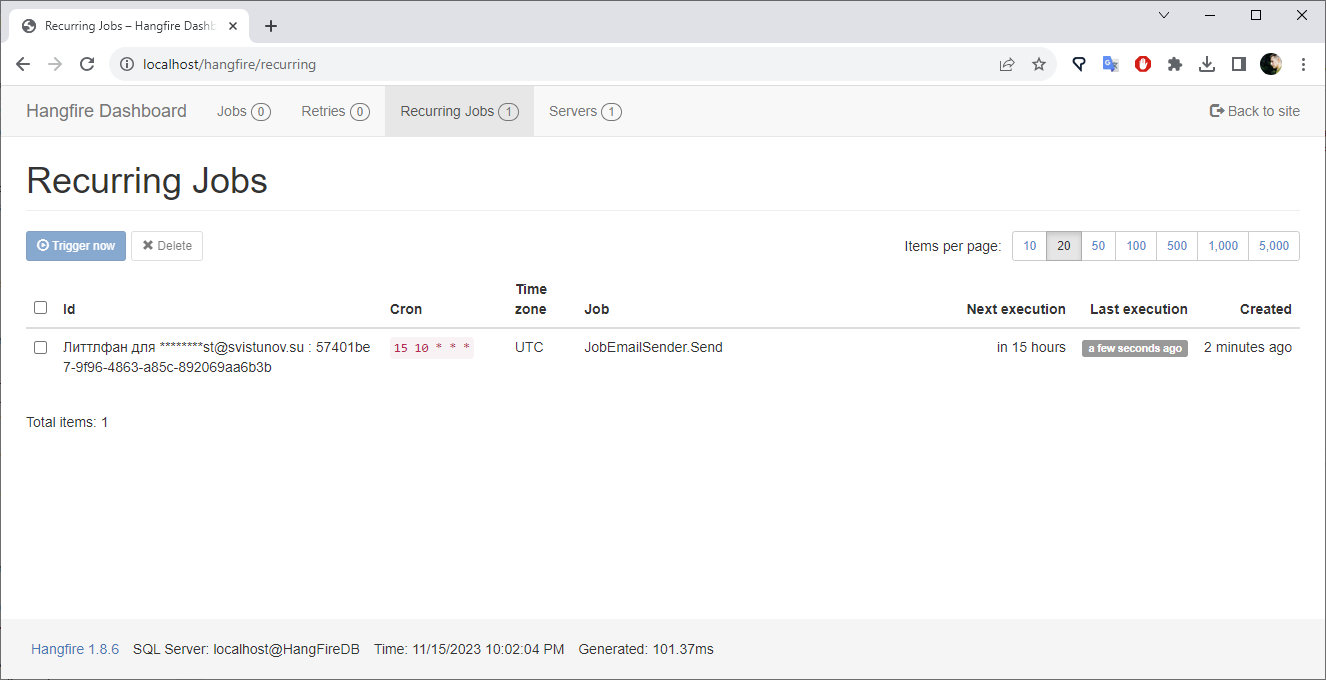 Recurring Jobs – Hangfire Dashb
localhost/hangfire/recurring
Hangfire Dashboard Jobs 0 Retries 0 Recurring Jobs 1 Servers 1 Back to site
Recurring Jobs
Trigger now Delete Items per page: 10 20 50 100 500 1,000 5,000
Id Cron Time zone Job Next execution Last execution Created
Литтлфан для ********st@svistunov.su : 57401be 15 10 * * * UTC JobEmailSender.Send in 15 hours a few seconds ago 2 minutes ago
7-9f96-4863-a85c-892069aa6b3b
Total items: 1
Hangfire 1.8.6 SQL Server: localhost@HangFireDB Time: 11/15/2023 10:02:04 PM Generated: 101.37ms